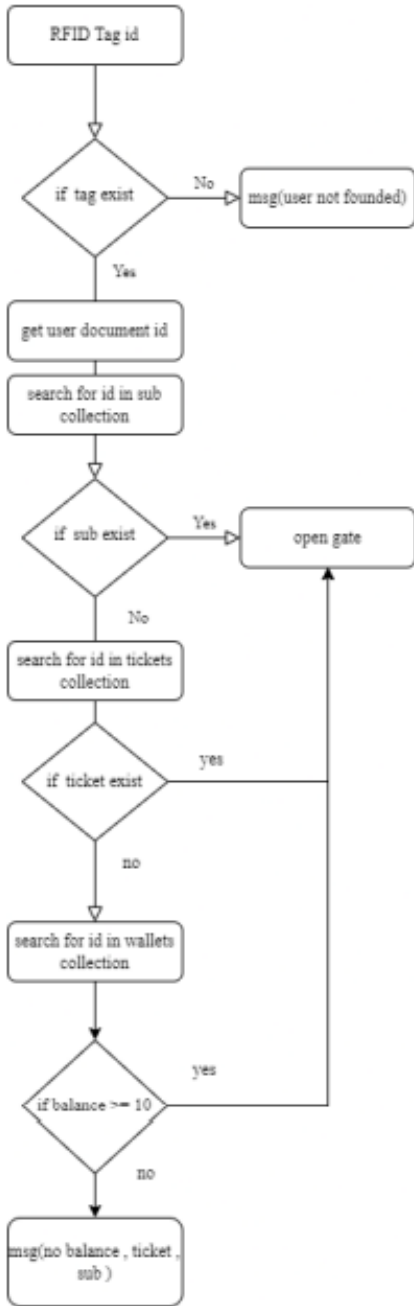 RFID Tag id
if tag exist
No
msg(user not founded)
Yes
get user document id
search for id in sub
collection
if sub exist
Yes
open gate
No
search for id in tickets
collection
if ticket exist
yes
no
search for id in wallets
collection
if balance >= 10
yes
no
msg(no balance , ticket ,
sub )